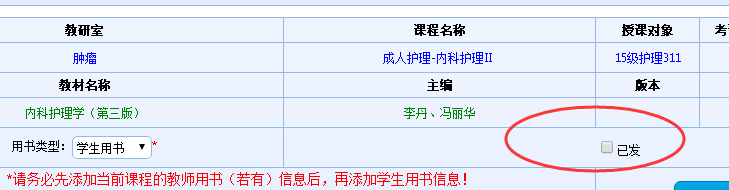 教研室 课程名称 授课对象
肿瘤 成人护理-内科护理II 15级护理311
教材名称 主编 版本
内科护理学（第三版） 李丹、冯丽华
用书类型: 学生用书 * 已发
*请务必先添加当前课程的教师用书（若有）信息后，再添加学生用书信息！